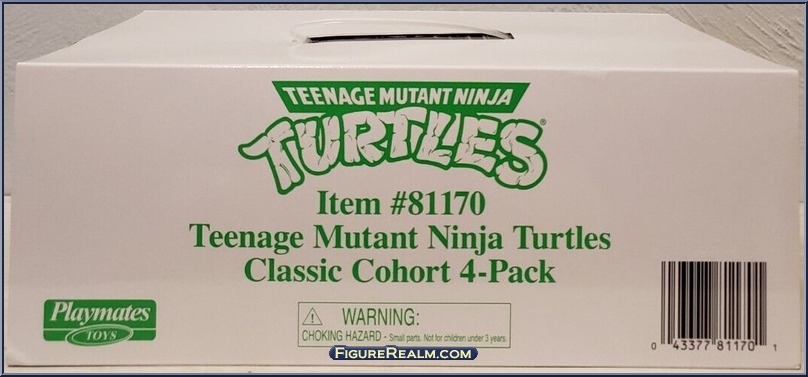 TEENAGE MUTANT NINJA
TURTLES®
Item #81170
Teenage Mutant Ninja Turtles
Classic Cohort 4-Pack
Playmates
TOYS
WARNING:
CHOKING HAZARD - Small parts. Not for children under 3 years.
0 43377 81170 1
FIGUREREALM.COM